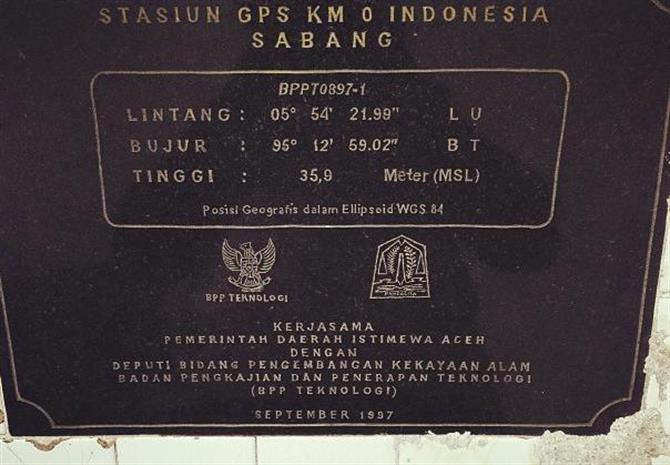 STASIUN GPS KM 0 INDONESIA
SABANG
BPPT0897-1
LINTANG : 05° 54' 21.99" L U
BUJUR : 95° 12' 59.02" B T
TINGGI : 35,9 Meter (MSL)
Posisi Geografis dalam Ellipsoid WGS 84
BPP TEKNOLOGI
PANCACITA
KERJASAMA
PEMERINTAH DAERAH ISTIMEWA ACEH
DENGAN
DEPUTI BIDANG PENGEMBANGAN KEKAYAAN ALAM
BADAN PENGKAJIAN DAN PENERAPAN TEKNOLOGI
(BPP TEKNOLOGI)
SEPTEMBER 1997